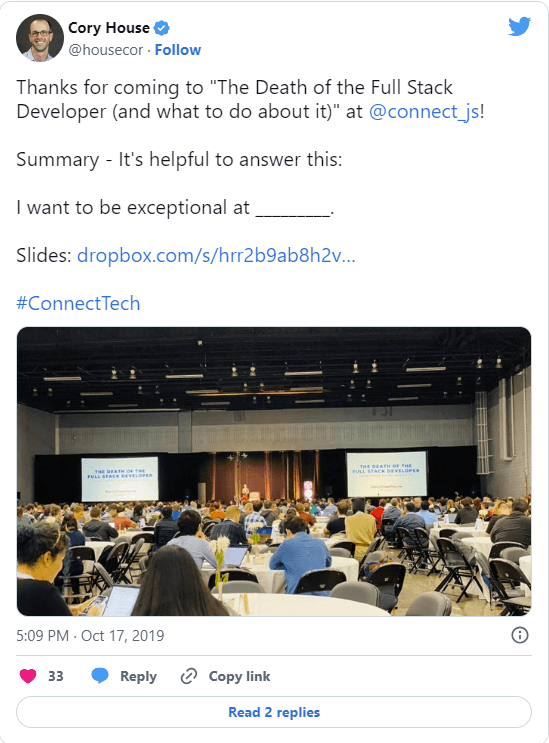 Cory House
@housecor · Follow
Thanks for coming to "The Death of the Full Stack
Developer (and what to do about it)" at @connect_js!
Summary - It's helpful to answer this:
I want to be exceptional at _________.
Slides: dropbox.com/s/hrr2b9ab8h2v...
#ConnectTech
THE DEATH OF THE
FULL STACK DEVELOPER
THE DEATH OF THE
FULL STACK DEVELOPER
5:09 PM · Oct 17, 2019
33 Reply Copy link
Read 2 replies